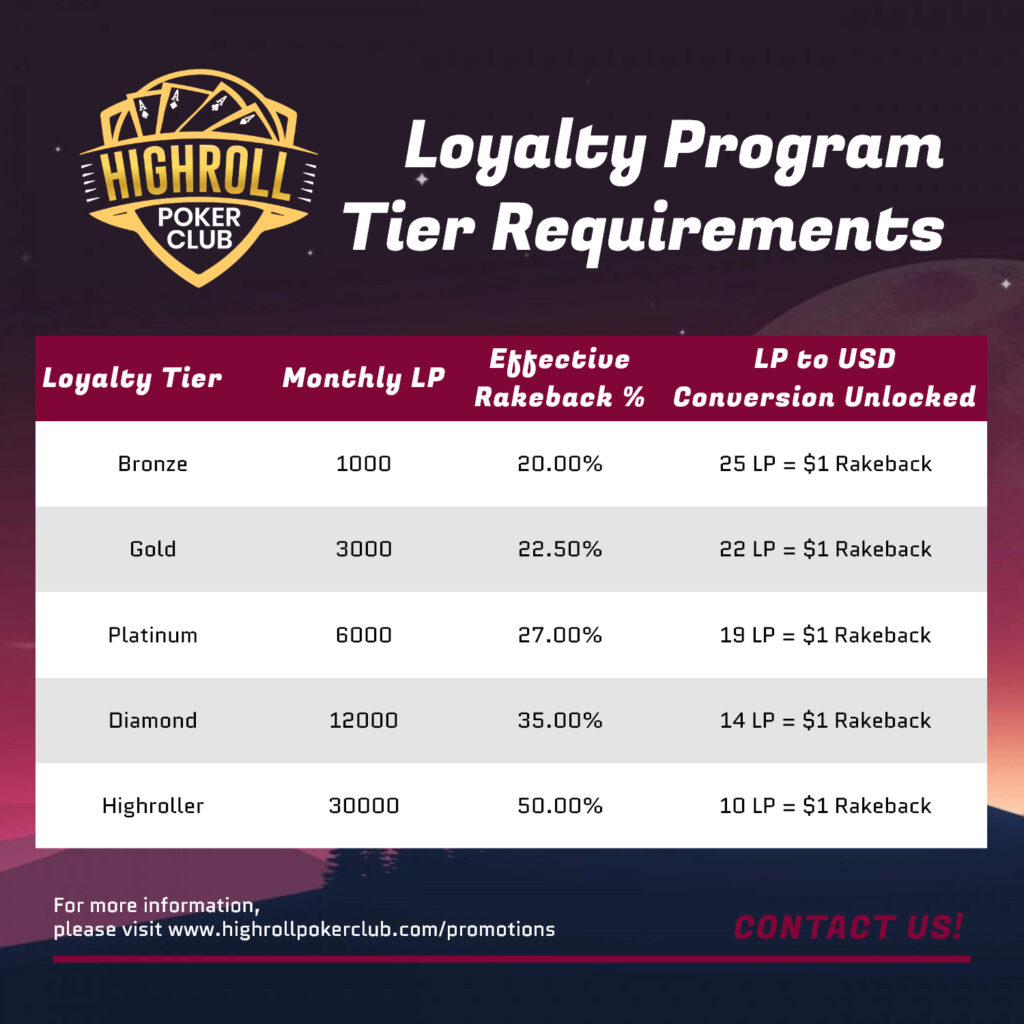 HIGHROLL
POKER
CLUB
Loyalty Program
Tier Requirements
Loyalty Tier Monthly LP Effective Rakeback % LP to USD Conversion Unlocked
Bronze 1000 20.00% 25 LP = $1 Rakeback
Gold 3000 22.50% 22 LP = $1 Rakeback
Platinum 6000 27.00% 19 LP = $1 Rakeback
Diamond 12000 35.00% 14 LP = $1 Rakeback
Highroller 30000 50.00% 10 LP = $1 Rakeback
For more information,
please visit www.highrollpokerclub.com/promotions
CONTACT US!